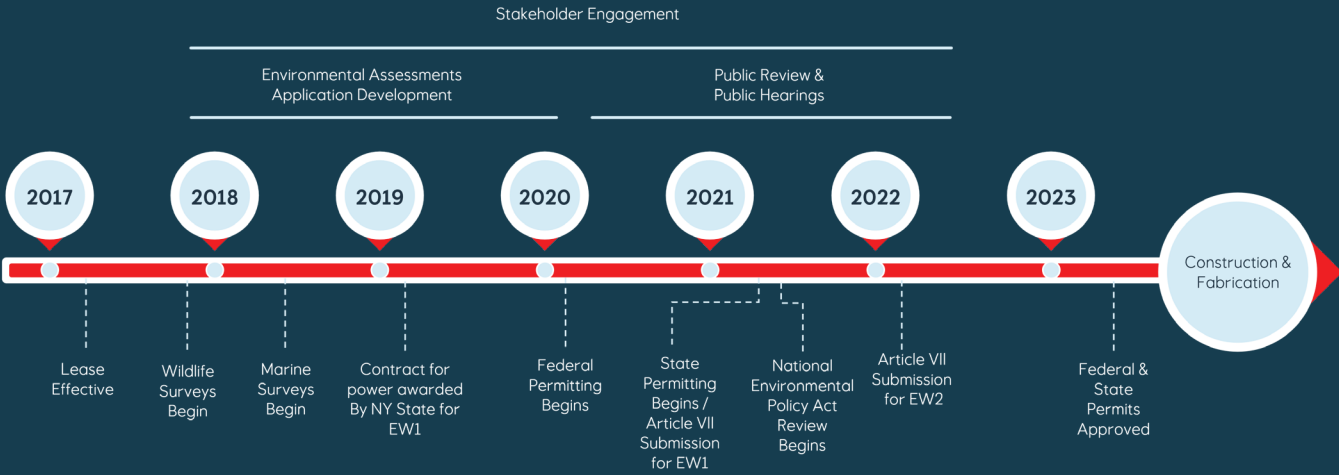 Stakeholder Engagement
Environmental Assessments
Application Development
Public Review &
Public Hearings
2017
2018
2019
2020
2021
2022
2023
Construction &
Fabrication
Lease
Effective
Wildlife
Surveys
Begin
Marine
Surveys
Begin
Contract for
power awarded
By NY State for
EW1
Federal
Permitting
Begins
State
Permitting
Begins /
Article VII
Submission
for EW1
National
Environmental
Policy Act
Review
Begins
Article VII
Submission
for EW2
Federal &
State
Permits
Approved